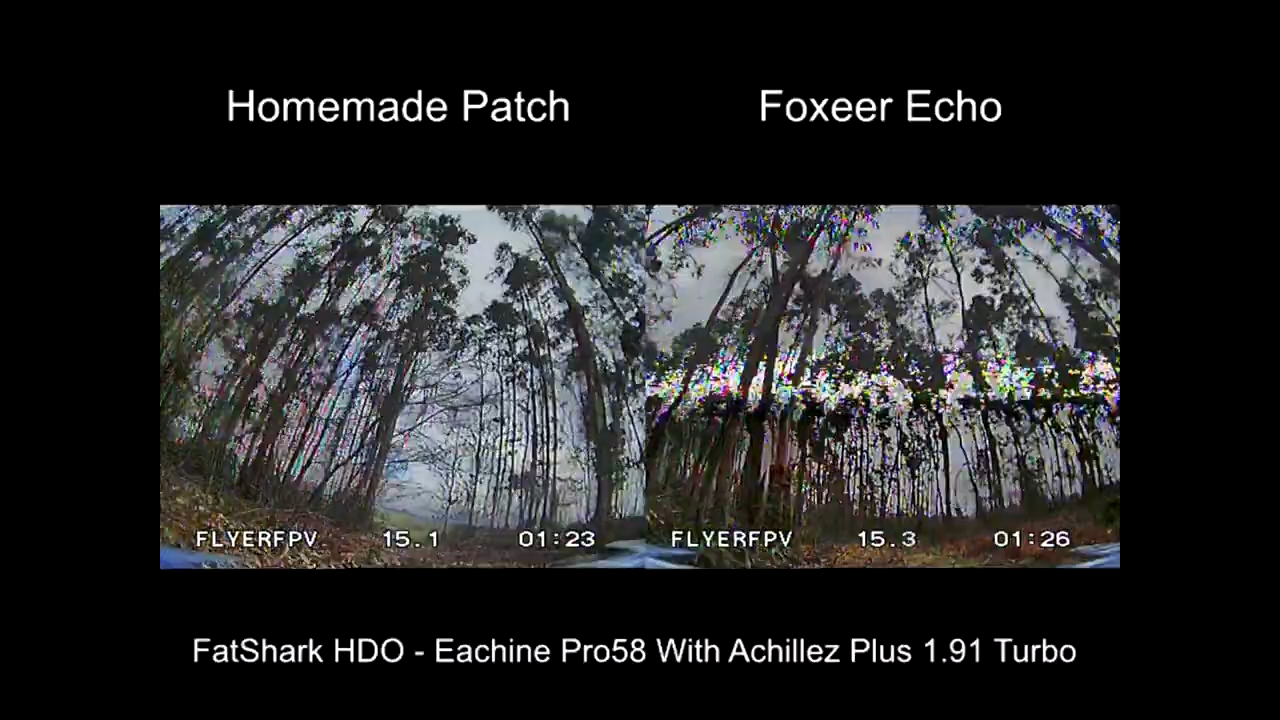 Homemade Patch
Foxeer Echo
FLYERFPV 15.1 01:23
FLYERFPV 15.3 01:26
FatShark HDO - Eachine Pro58 With Achillez Plus 1.91 Turbo